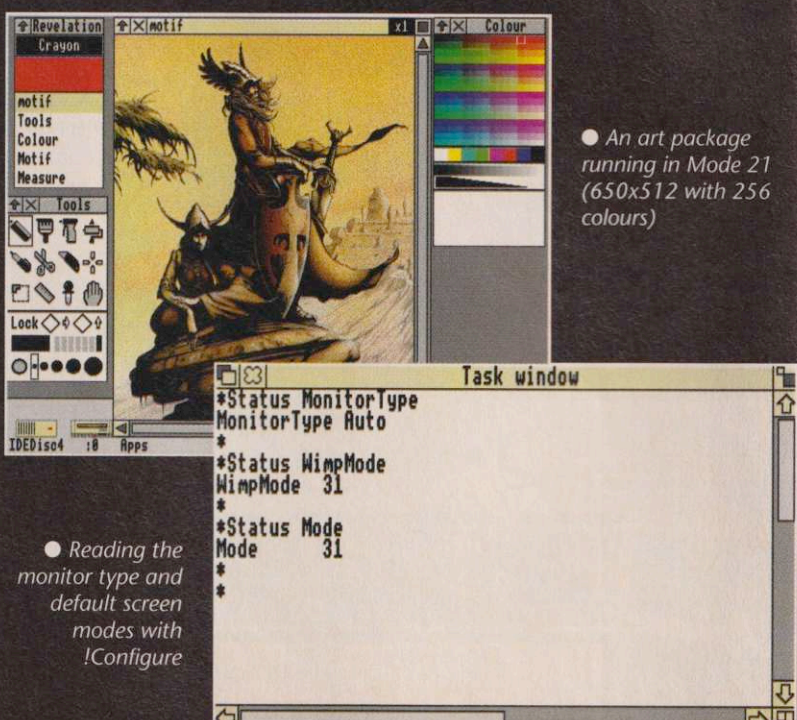 Revelation
Crayon
motif
Tools
Colour
Motif
Measure
Tools
Lock
motif
x1
Colour
IDEDisc4 :0 Apps
● An art package
running in Mode 21
(650x512 with 256
colours)
Task window
*Status MonitorType
MonitorType Auto
*
*Status WimpMode
WimpMode 31
*
*Status Mode
Mode 31
*
*
● Reading the
monitor type and
default screen
modes with
!Configure